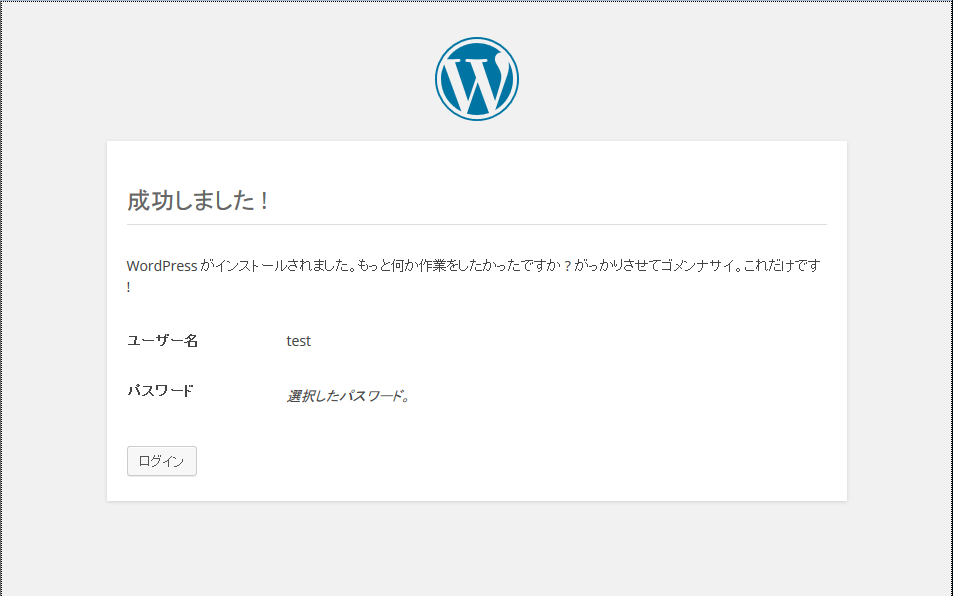 成功しました !
WordPress がインストールされました。もっと何か作業をしたかったですか ? がっかりさせてゴメンナサイ。これだけです
!
ユーザー名 test
パスワード 選択したパスワード。
ログイン